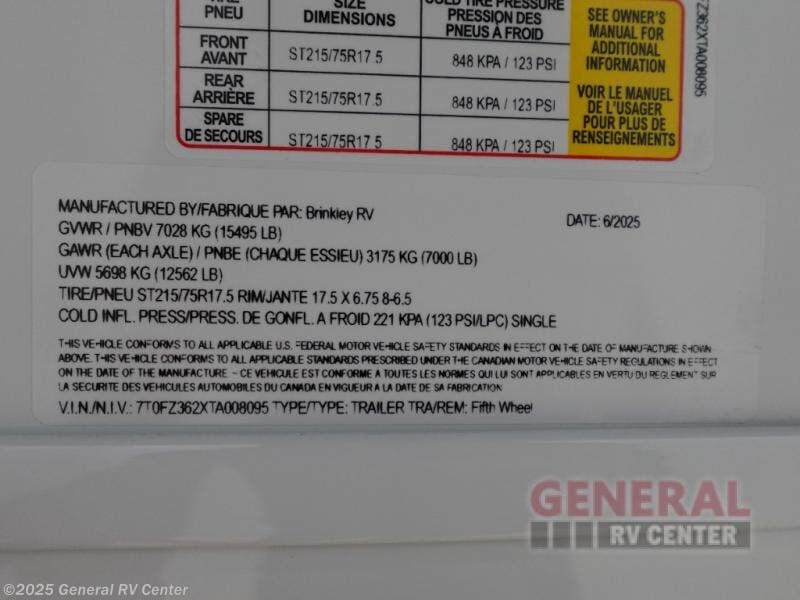 TIRE SIZE COLD TIRE PRESSURE
PNEU DIMENSIONS PRESSION DES
PNEUS À FROID
FRONT
AVANT ST215/75R17.5 848 KPA / 123 PSI
REAR
ARRIÈRE ST215/75R17.5 848 KPA / 123 PSI
SPARE
DE SECOURS ST215/75R17.5 848 KPA / 123 PSI
SEE OWNER'S
MANUAL FOR
ADDITIONAL
INFORMATION
VOIR LE MANUEL
DE L'USAGER
POUR PLUS DE
RENSEIGNEMENTS
FZ362XTA008095
MANUFACTURED BY/FABRIQUE PAR: Brinkley RV DATE: 6/2025
GVWR / PNBV 7028 KG (15495 LB)
GAWR (EACH AXLE) / PNBE (CHAQUE ESSIEU) 3175 KG (7000 LB)
UVW 5698 KG (12562 LB)
TIRE/PNEU ST215/75R17.5 RIM/JANTE 17.5 X 6.75 8-6.5
COLD INFL. PRESS/PRESS. DE GONFL. A FROID 221 KPA (123 PSI/LPC) SINGLE
THIS VEHICLE CONFORMS TO ALL APPLICABLE U.S. FEDERAL MOTOR VEHICLE SAFETY STANDARDS IN EFFECT ON THE DATE OF MANUFACTURE SHOWN
ABOVE. THIS VEHICLE CONFORMS TO ALL APPLICABLE STANDARDS PRESCRIBED UNDER THE CANADIAN MOTOR VEHICLE SAFETY REGULATIONS IN EFFECT
ON THE DATE OF THE MANUFACTURE - CE VEHICULE EST CONFORME A TOUTES LES NORMES QUI LUI SONT APPLICABLES EN VERTU DU REGLEMENT SUR
LA SECURITE DES VEHICULES AUTOMOBILES DU CANADA EN VIGUEUR A LA DATE DE SA FABRICATION
V.I.N./N.I.V.: 7T0FZ362XTA008095 TYPE/TYPE: TRAILER TRA/REM: Fifth Wheel
GENERAL
RV CENTER
©2025 General RV Center